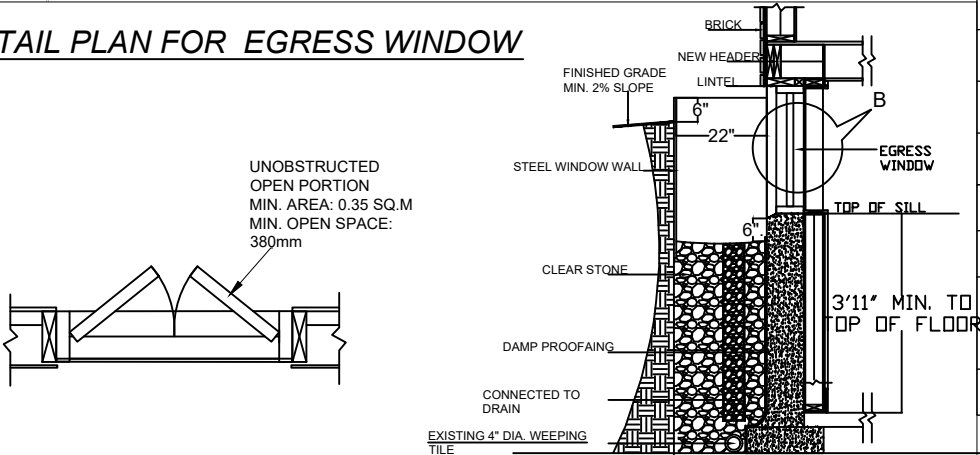 TAIL PLAN FOR EGRESS WINDOW
UNOBSTRUCTED
OPEN PORTION
MIN. AREA: 0.35 SQ.M
MIN. OPEN SPACE:
380mm
BRICK
NEW HEADER
LINTEL
FINISHED GRADE
MIN. 2% SLOPE
6"
22"
B
STEEL WINDOW WALL
EGRESS
WINDOW
TOP OF SILL
6"
CLEAR STONE
3'11" MIN. TO
TOP OF FLOOR
DAMP PROOFAING
CONNECTED TO
DRAIN
EXISTING 4" DIA. WEEPING
TILE